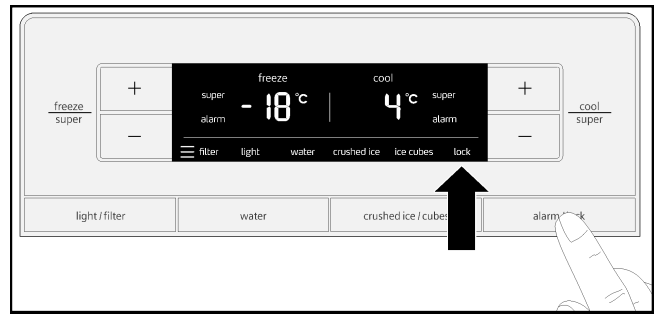 freeze cool
super super
- 18 °C 4 °C
alarm alarm
filter light water crushed ice ice cubes lock
+ +
freeze
super
cool
super
− −
light / filter water crushed ice / cubes alarm